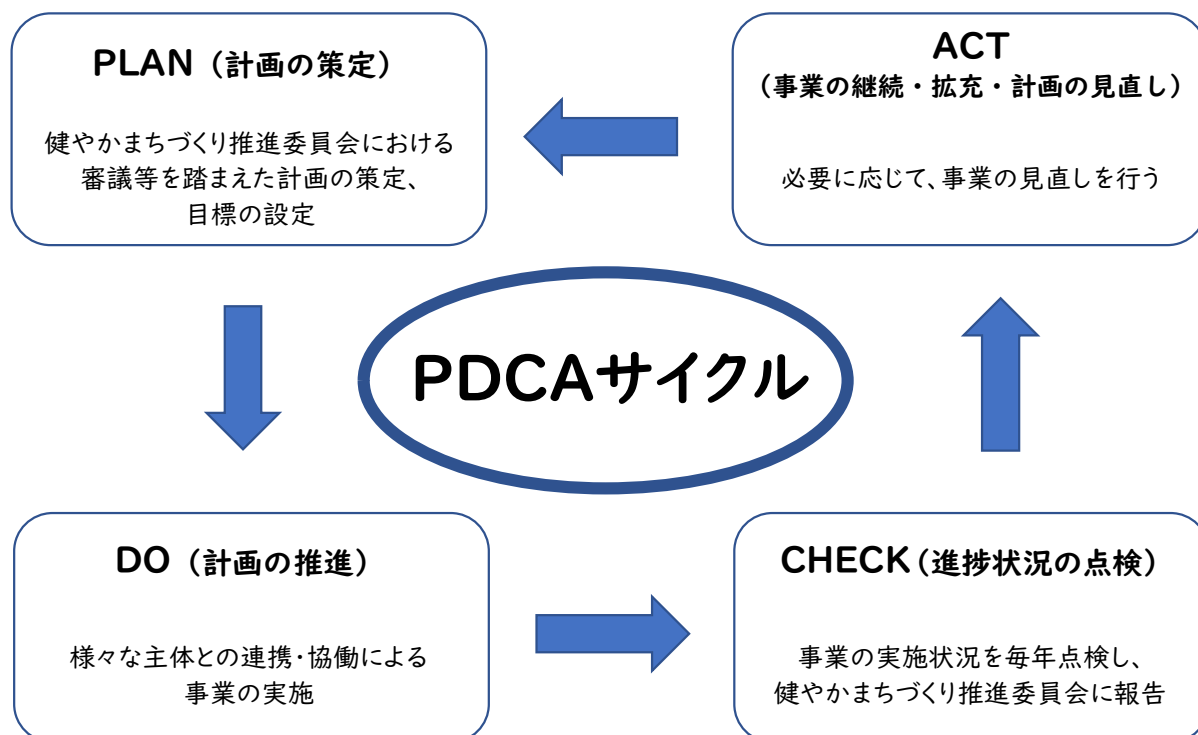 PLAN（計画の策定）
健やかまちづくり推進委員会における
審議等を踏まえた計画の策定、
目標の設定
ACT
（事業の継続・拡充・計画の見直し）
必要に応じて、事業の見直しを行う
PDCAサイクル
DO（計画の推進）
様々な主体との連携・協働による
事業の実施
CHECK（進捗状況の点検）
事業の実施状況を毎年点検し、
健やかまちづくり推進委員会に報告